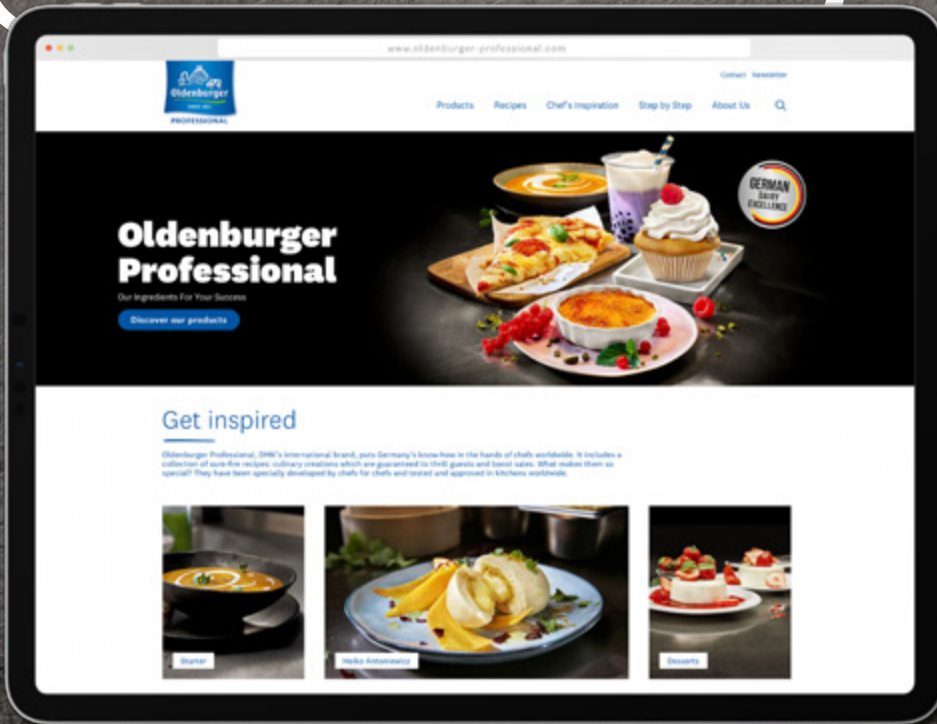 www.oldenburger-professional.com
Oldenburger
PROFESSIONAL
Contact Newsletter
Products Recipes Chef's Inspiration Step by Step About Us
GERMAN
DAIRY
EXCELLENCE
Oldenburger
Professional
Our Ingredients For Your Success
Discover our products
Get inspired
Oldenburger Professional, DMK's international brand, puts Germany's know-how in the hands of chefs worldwide. It includes a
collection of sure-fire recipes: culinary creations which are guaranteed to thrill guests and boost sales. What makes them so
special? They have been specially developed by chefs for chefs and tested and approved in kitchens worldwide.
Starter
Heiko Antoniewicz
Desserts